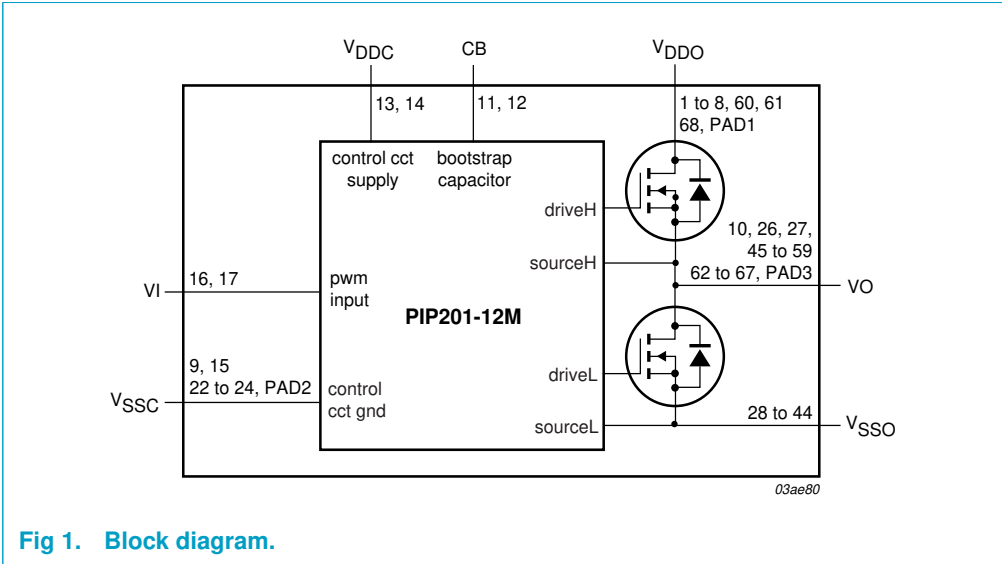 VDDC
CB
VDDO
13, 14
11, 12
1 to 8, 60, 61
68, PAD1
control cct
supply
bootstrap
capacitor
driveH
10, 26, 27,
45 to 59
62 to 67, PAD3
sourceH
VI
16, 17
pwm
input
VO
PIP201-12M
9, 15
22 to 24, PAD2
VSSC
control
cct gnd
driveL
sourceL
28 to 44
VSSO
03ae80
Fig 1. Block diagram.